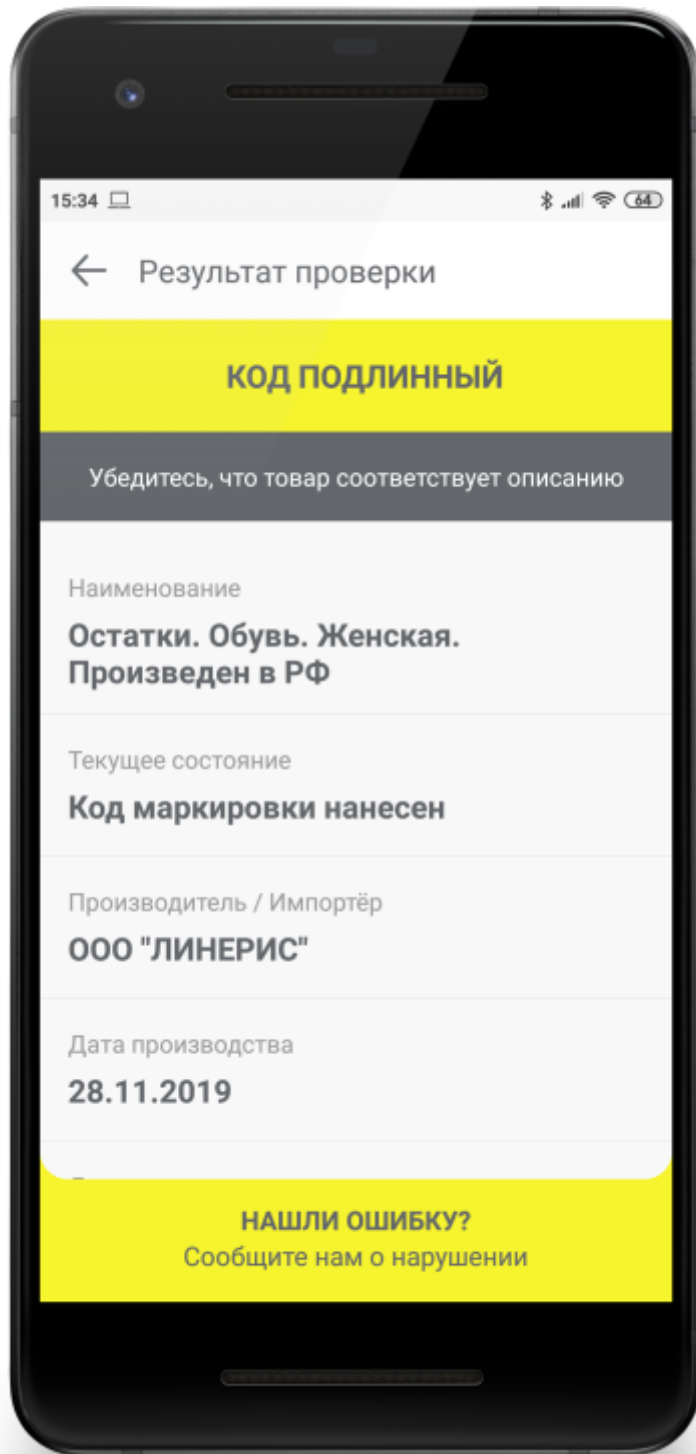 15:34
64
Результат проверки
КОД ПОДЛИННЫЙ
Убедитесь, что товар соответствует описанию
Наименование
Остатки. Обувь. Женская.
Произведен в РФ
Текущее состояние
Код маркировки нанесен
Производитель / Импортёр
ООО "ЛИНЕРИС"
Дата производства
28.11.2019
НАШЛИ ОШИБКУ?
Сообщите нам о нарушении